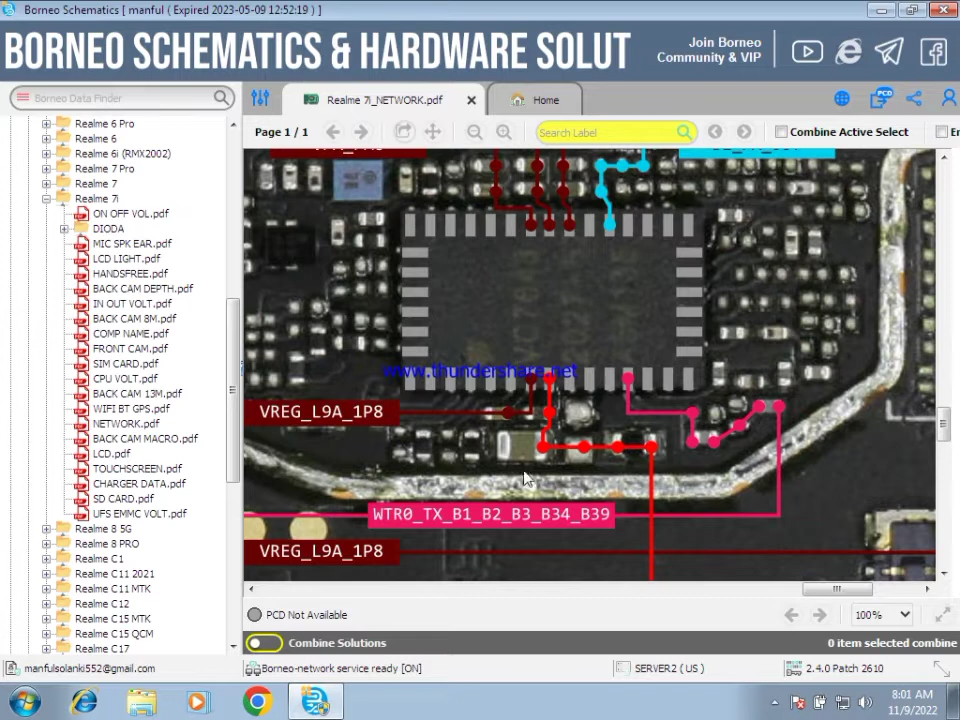 Borneo Schematics [ manful ( Expired 2023-05-09 12:52:19 ) ]
BORNEO SCHEMATICS & HARDWARE SOLUT
Join Borneo
Community & VIP
Borneo Data Finder
Realme 7i_NETWORK.pdf
Home
Page 1 / 1
Search Label
Combine Active Select
Realme 6 Pro
Realme 6
Realme 6i (RMX2002)
Realme 7 Pro
Realme 7
Realme 7i
ON OFF VOL.pdf
DIODA
MIC SPK EAR.pdf
LCD LIGHT.pdf
HANDSFREE.pdf
BACK CAM DEPTH.pdf
IN OUT VOLT.pdf
BACK CAM 8M.pdf
COMP NAME.pdf
FRONT CAM.pdf
SIM CARD.pdf
CPU VOLT.pdf
BACK CAM 13M.pdf
WIFI BT GPS.pdf
NETWORK.pdf
BACK CAM MACRO.pdf
LCD.pdf
TOUCHSCREEN.pdf
CHARGER DATA.pdf
SD CARD.pdf
UFS EMMC VOLT.pdf
Realme 8 5G
Realme 8 PRO
Realme C1
Realme C11 2021
Realme C11 MTK
Realme C12
Realme C15 MTK
Realme C15 QCM
Realme C17
www.thundershare.net
VREG_L9A_1P8
WTR0_TX_B1_B2_B3_B34_B39
VREG_L9A_1P8
PCD Not Available
100%
Combine Solutions
0 item selected combine
manfulsolanki552@gmail.com
Borneo-network service ready [ON]
SERVER2 ( US )
2.4.0 Patch 2610
8:01 AM
11/9/2022